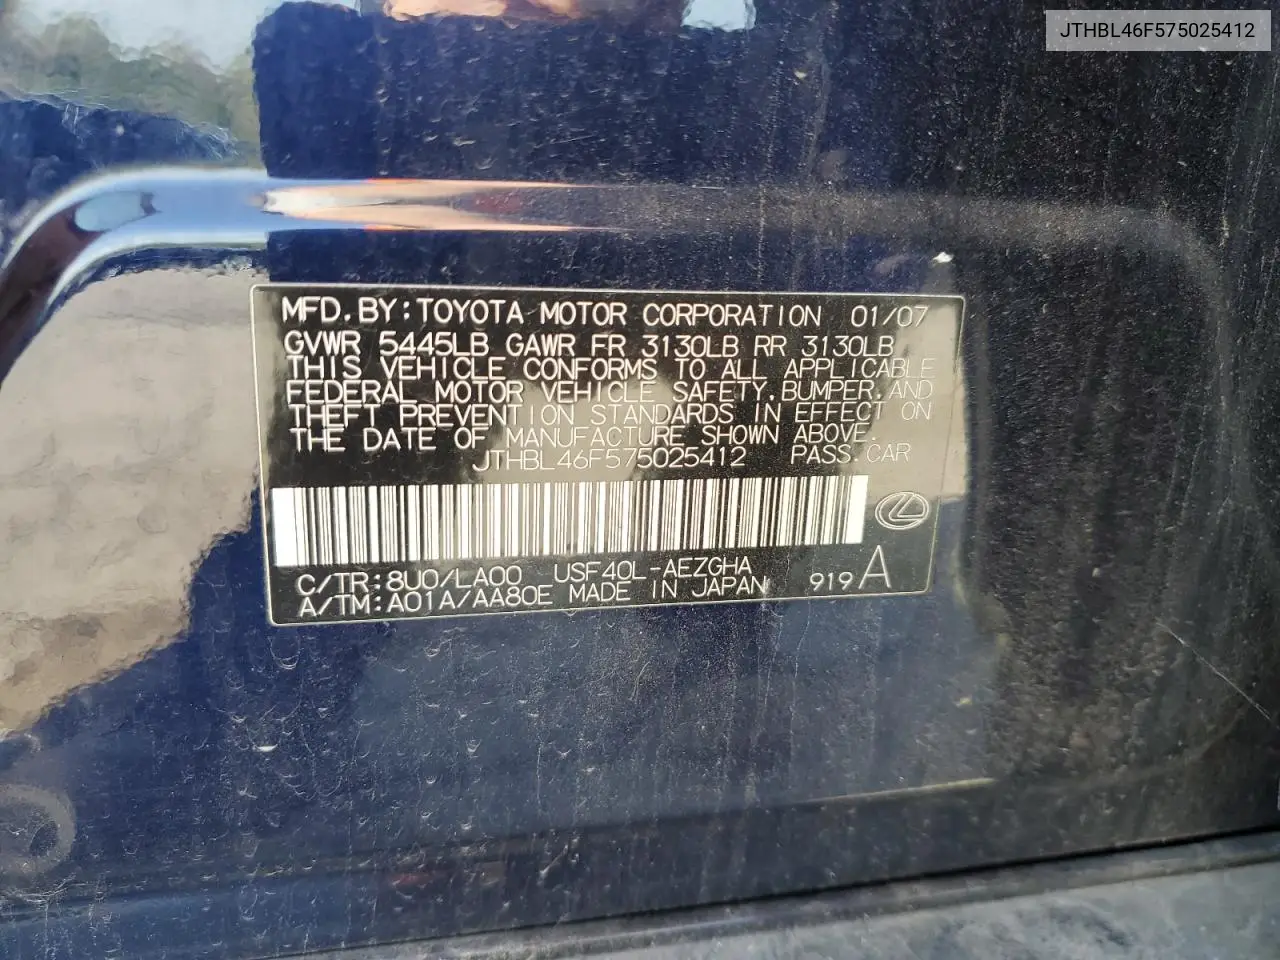 JTHBL46F575025412
MFD. BY: TOYOTA MOTOR CORPORATION 01/07
GVWR 5445LB GAWR FR 3130LB RR 3130LB
THIS VEHICLE CONFORMS TO ALL APPLICABLE
FEDERAL MOTOR VEHICLE SAFETY, BUMPER, AND
THEFT PREVENTION STANDARDS IN EFFECT ON
THE DATE OF MANUFACTURE SHOWN ABOVE.
JTHBL46F575025412 PASS. CAR
C/TR: 8U0/LA00 USF40L-AEZGHA
A/TM: A01A/AA80E MADE IN JAPAN 919 A